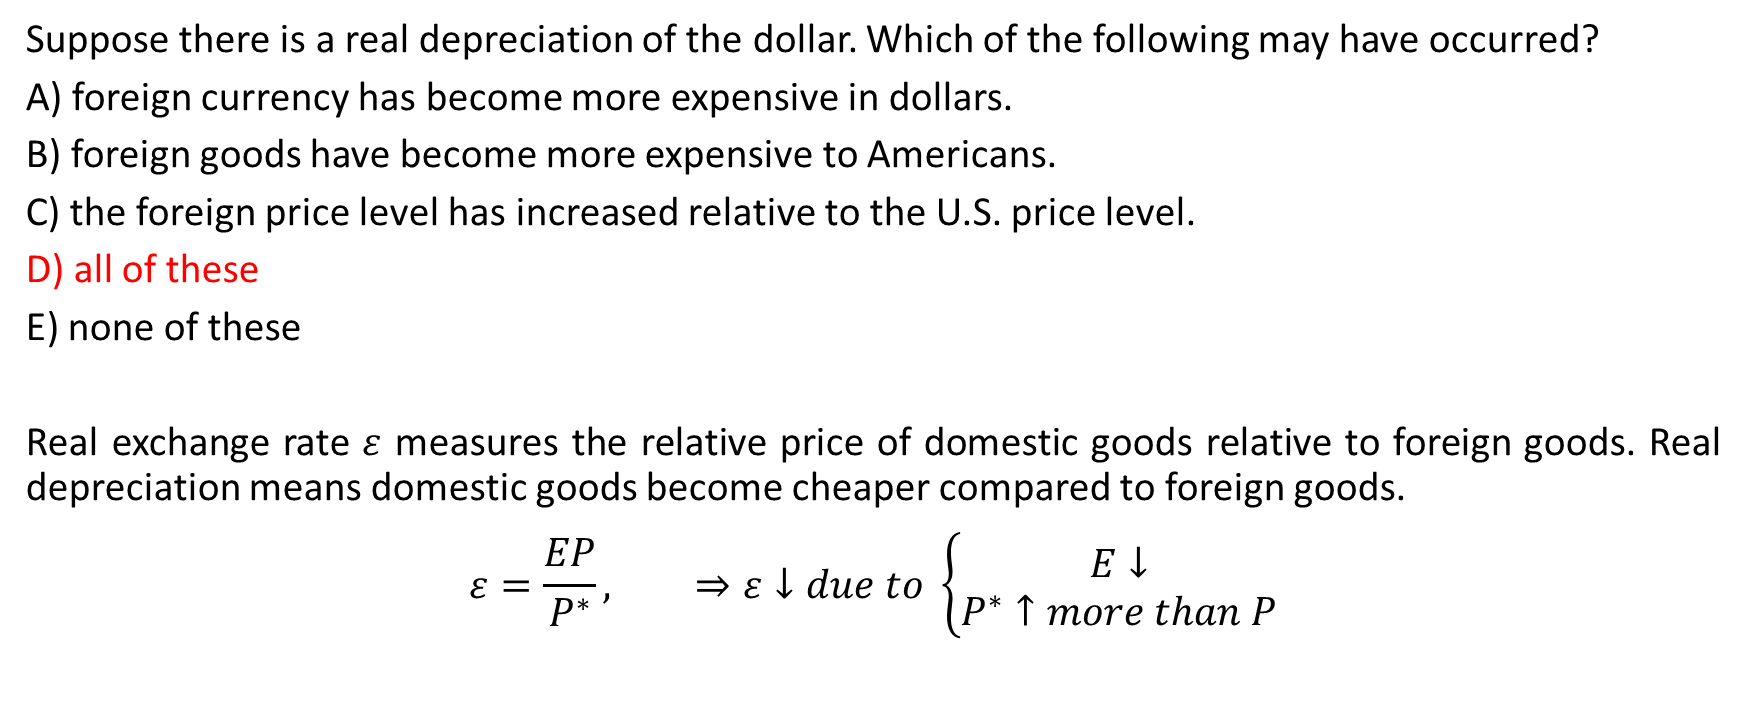 Suppose there is a real depreciation of the dollar. Which of the following may have occurred?
A) foreign currency has become more expensive in dollars.
B) foreign goods have become more expensive to Americans.
C) the foreign price level has increased relative to the U.S. price level.
D) all of these
E) none of these
Real exchange rate ε measures the relative price of domestic goods relative to foreign goods. Real
depreciation means domestic goods become cheaper compared to foreign goods.
ε = EP/P*, ⇒ ε ↓ due to { E ↓
P* ↑ more than P